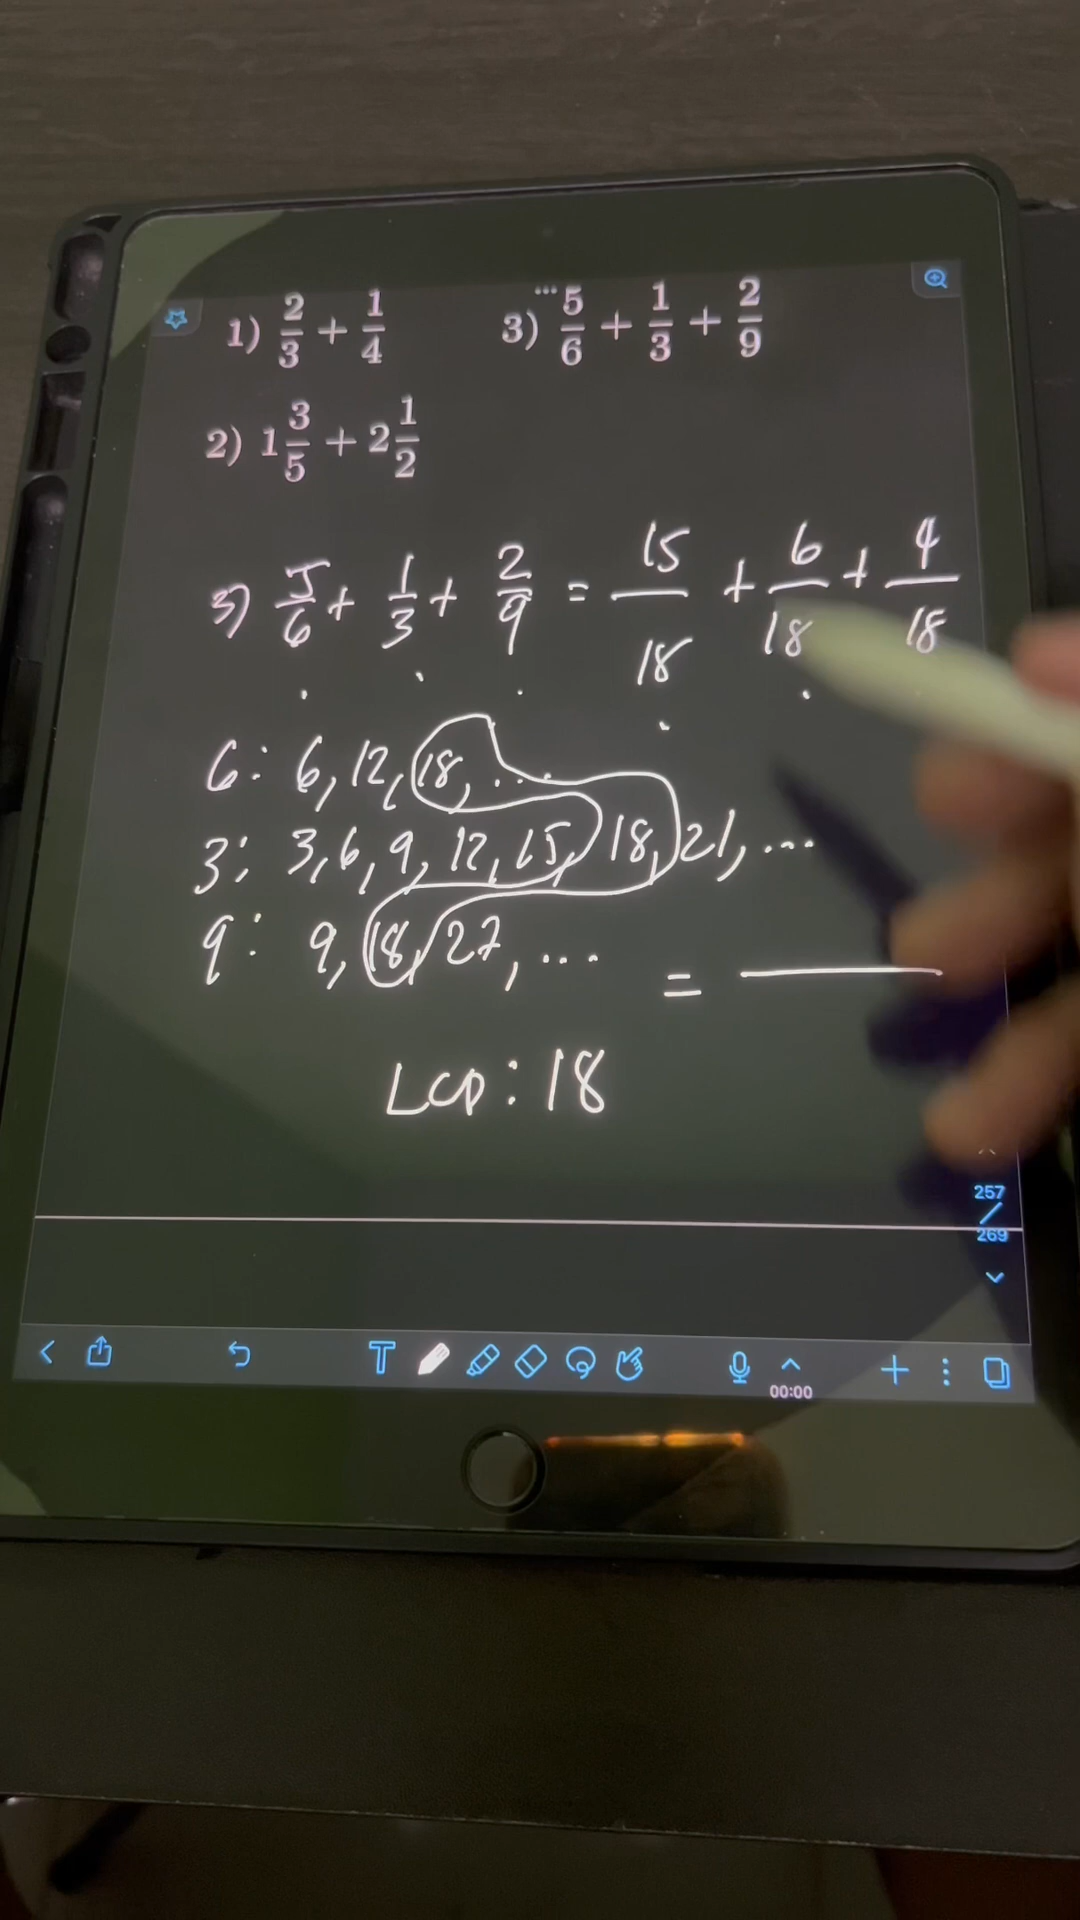 1) 2/3 + 1/4
3) 5/6 + 1/3 + 2/9
2) 1 3/5 + 2 1/2
3) 5/6 + 1/3 + 2/9 = 15/18 + 6/18 + 4/18
6: 6, 12, 18, ...
3: 3, 6, 9, 12, 15, 18, 21, ...
9: 9, 18, 27, ...
=
LCD: 18
257
/
269
T
00:00